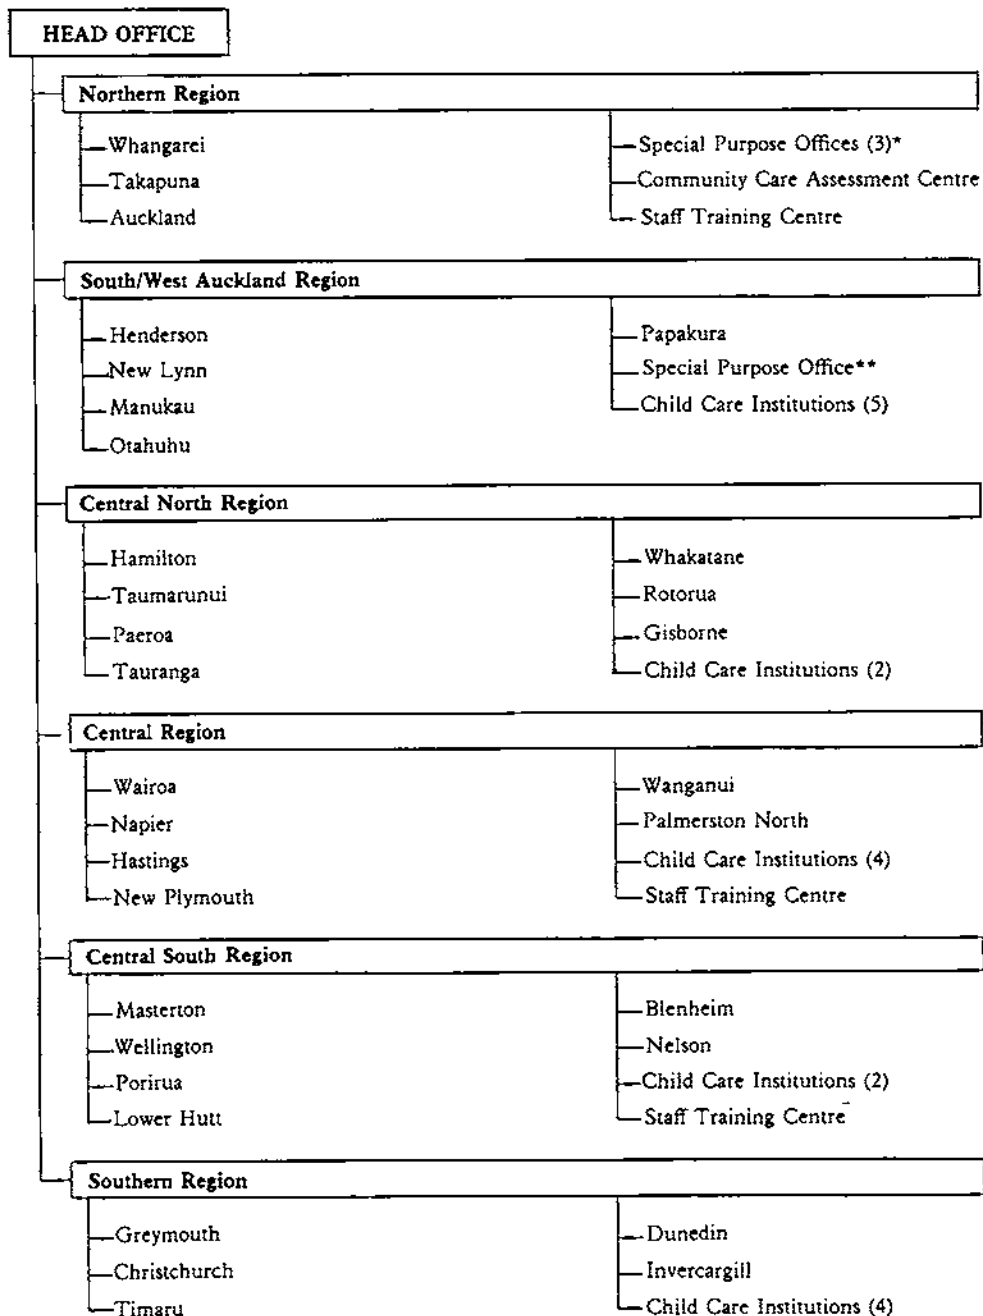 HEAD OFFICE
Northern Region
Whangarei
Takapuna
Auckland
Special Purpose Offices (3)*
Community Care Assessment Centre
Staff Training Centre
South/West Auckland Region
Henderson
New Lynn
Manukau
Otahuhu
Papakura
Special Purpose Office**
Child Care Institutions (5)
Central North Region
Hamilton
Taumarunui
Paeroa
Tauranga
Whakatane
Rotorua
Gisborne
Child Care Institutions (2)
Central Region
Wairoa
Napier
Hastings
New Plymouth
Wanganui
Palmerston North
Child Care Institutions (4)
Staff Training Centre
Central South Region
Masterton
Wellington
Porirua
Lower Hutt
Blenheim
Nelson
Child Care Institutions (2)
Staff Training Centre
Southern Region
Greymouth
Christchurch
Timaru
Dunedin
Invercargill
Child Care Institutions (4)